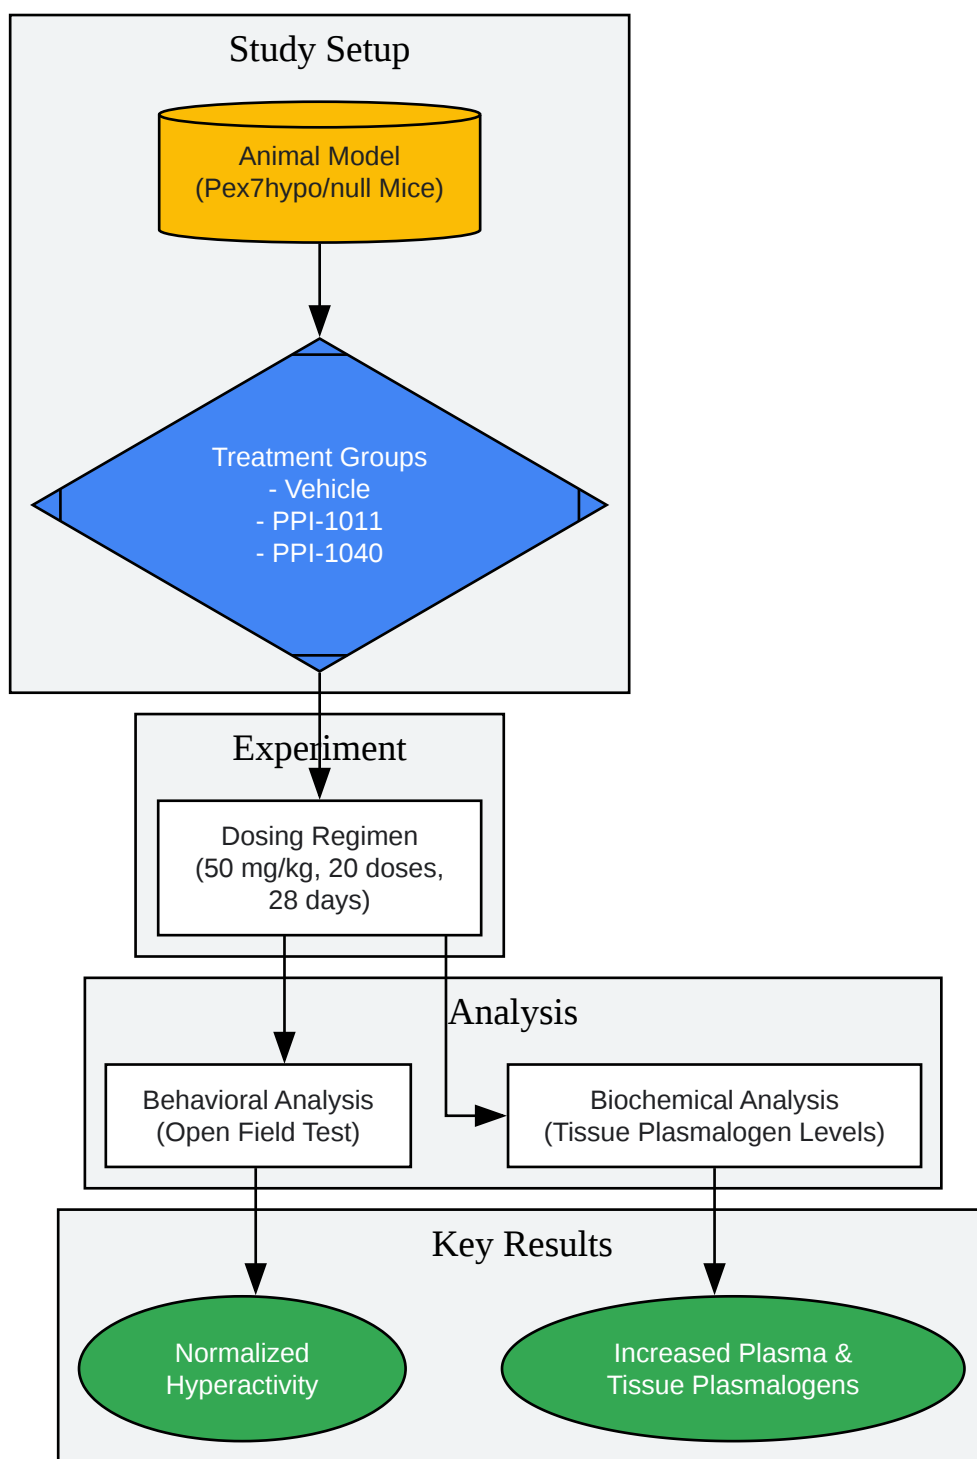 Study Setup
Animal Model
(Pex7hypo/null Mice)
Treatment Groups
- Vehicle
- PPI-1011
- PPI-1040
Experiment
Dosing Regimen
(50 mg/kg, 20 doses,
28 days)
Analysis
Behavioral Analysis
(Open Field Test)
Biochemical Analysis
(Tissue Plasmalogen Levels)
Key Results
Normalized
Hyperactivity
Increased Plasma &
Tissue Plasmalogens